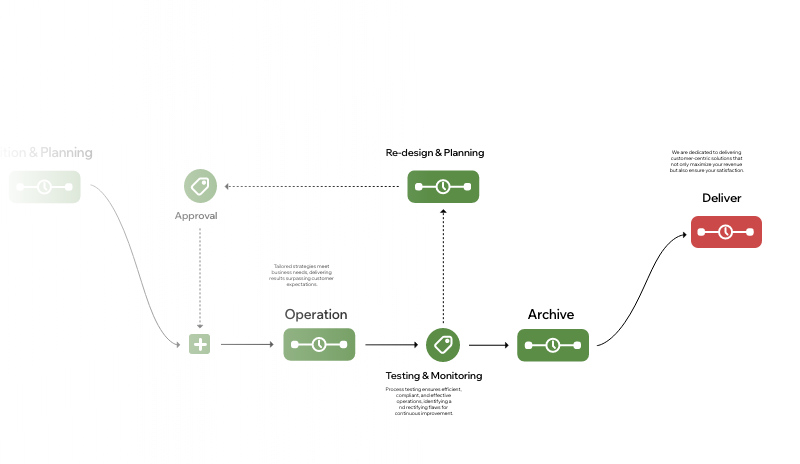 tion & Planning
Re-design & Planning
We are dedicated to delivering
customer-centric solutions that
not only maximize your revenue
but also ensure your satisfaction.
Deliver
Approval
Tailored strategies meet
business needs, delivering
results surpassing customer
expectations.
Operation
Archive
Testing & Monitoring
Process testing ensures efficient,
compliant, and effective
operations, identifying a
nd rectifying flaws for
continuous improvement.